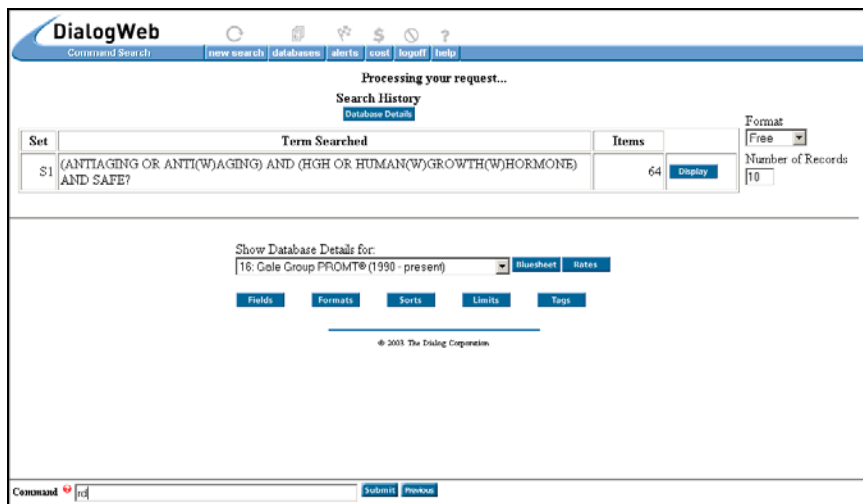 DialogWeb
Command Search
new search databases alerts cost logoff help
Processing your request...
Search History
Database Details
Set Term Searched Items
S1 (ANTIAGING OR ANTI(W)AGING) AND (HGH OR HUMAN(W)GROWTH(W)HORMONE) AND SAFE? 64 Display
Format
Free
Number of Records
10
Show Database Details for:
16: Gale Group PROMT® (1990 - present) Bluesheet Rates
Fields Formats Sorts Limits Tags
© 2003 The Dialog Corporation
Command rd Submit Previous